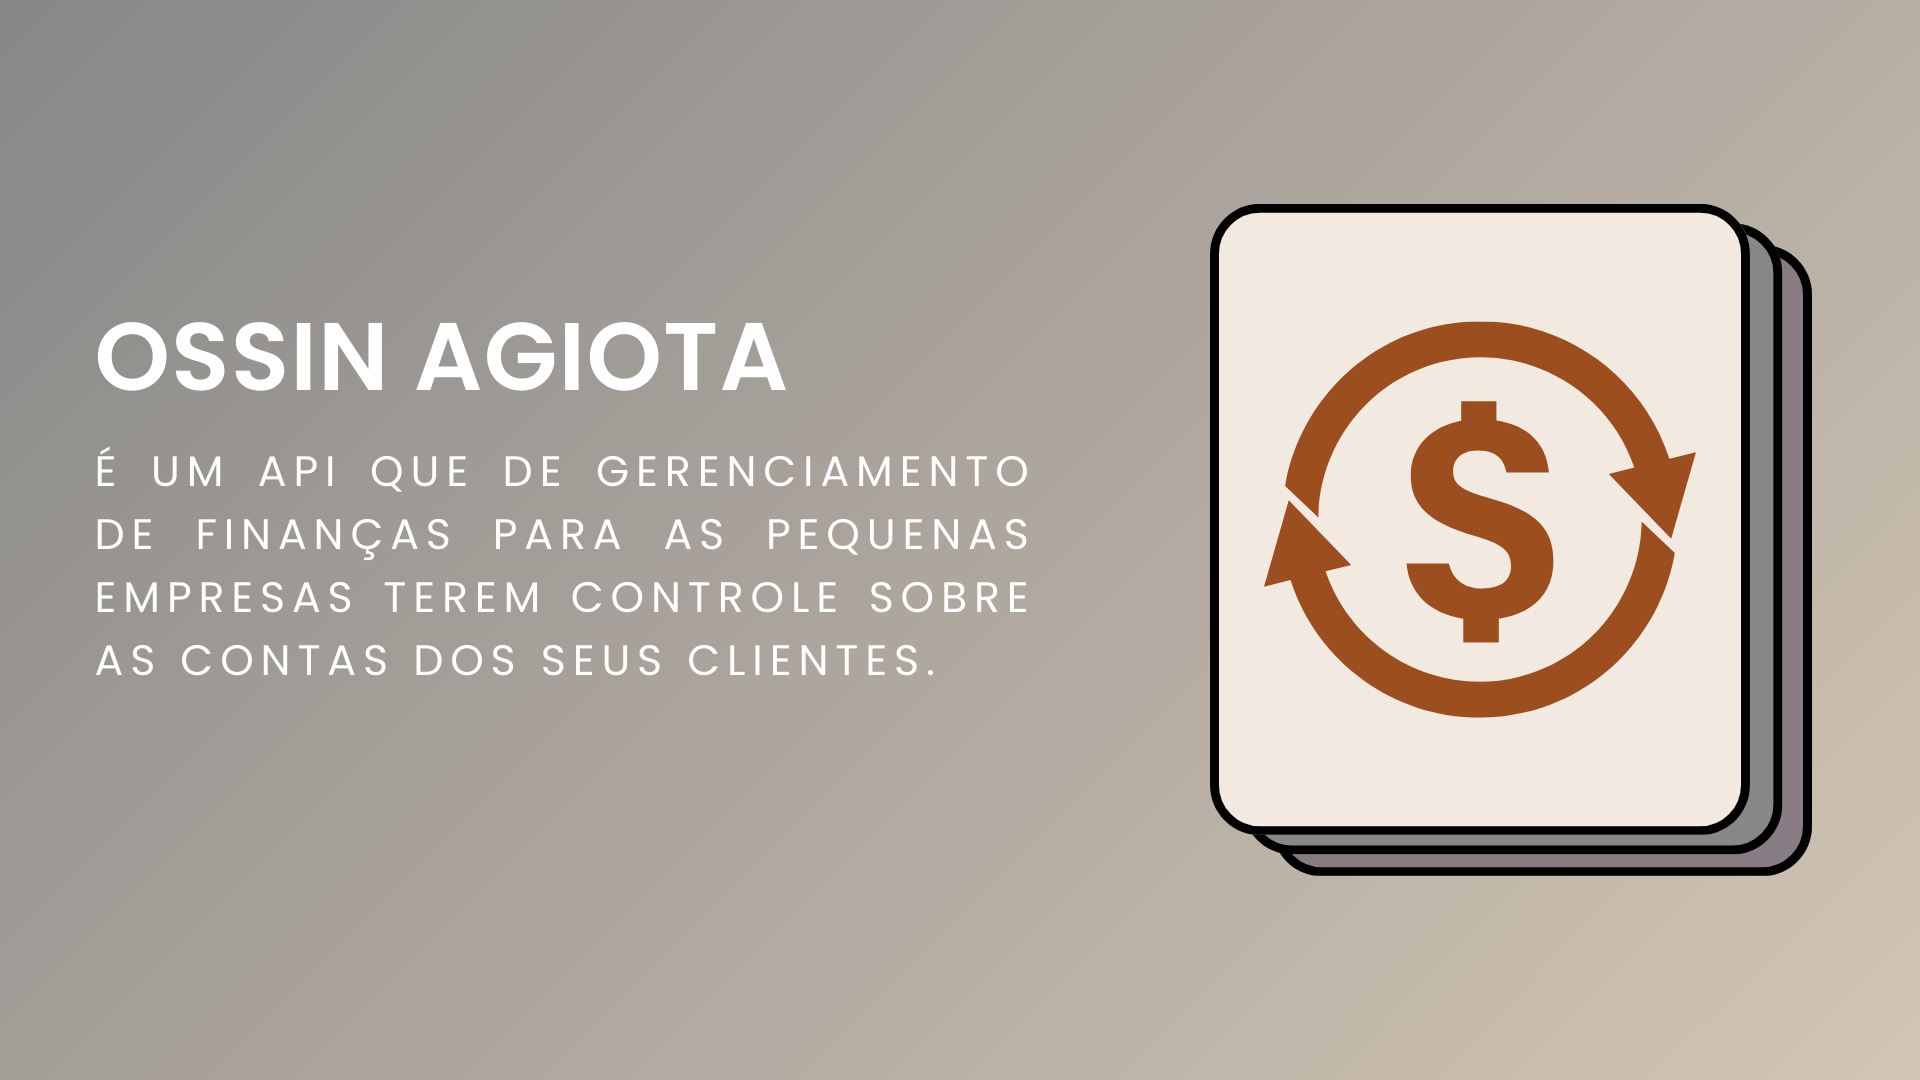 OSSIN AGIOTA
É UM API QUE DE GERENCIAMENTO
DE FINANÇAS PARA AS PEQUENAS
EMPRESAS TEREM CONTROLE SOBRE
AS CONTAS DOS SEUS CLIENTES.
$